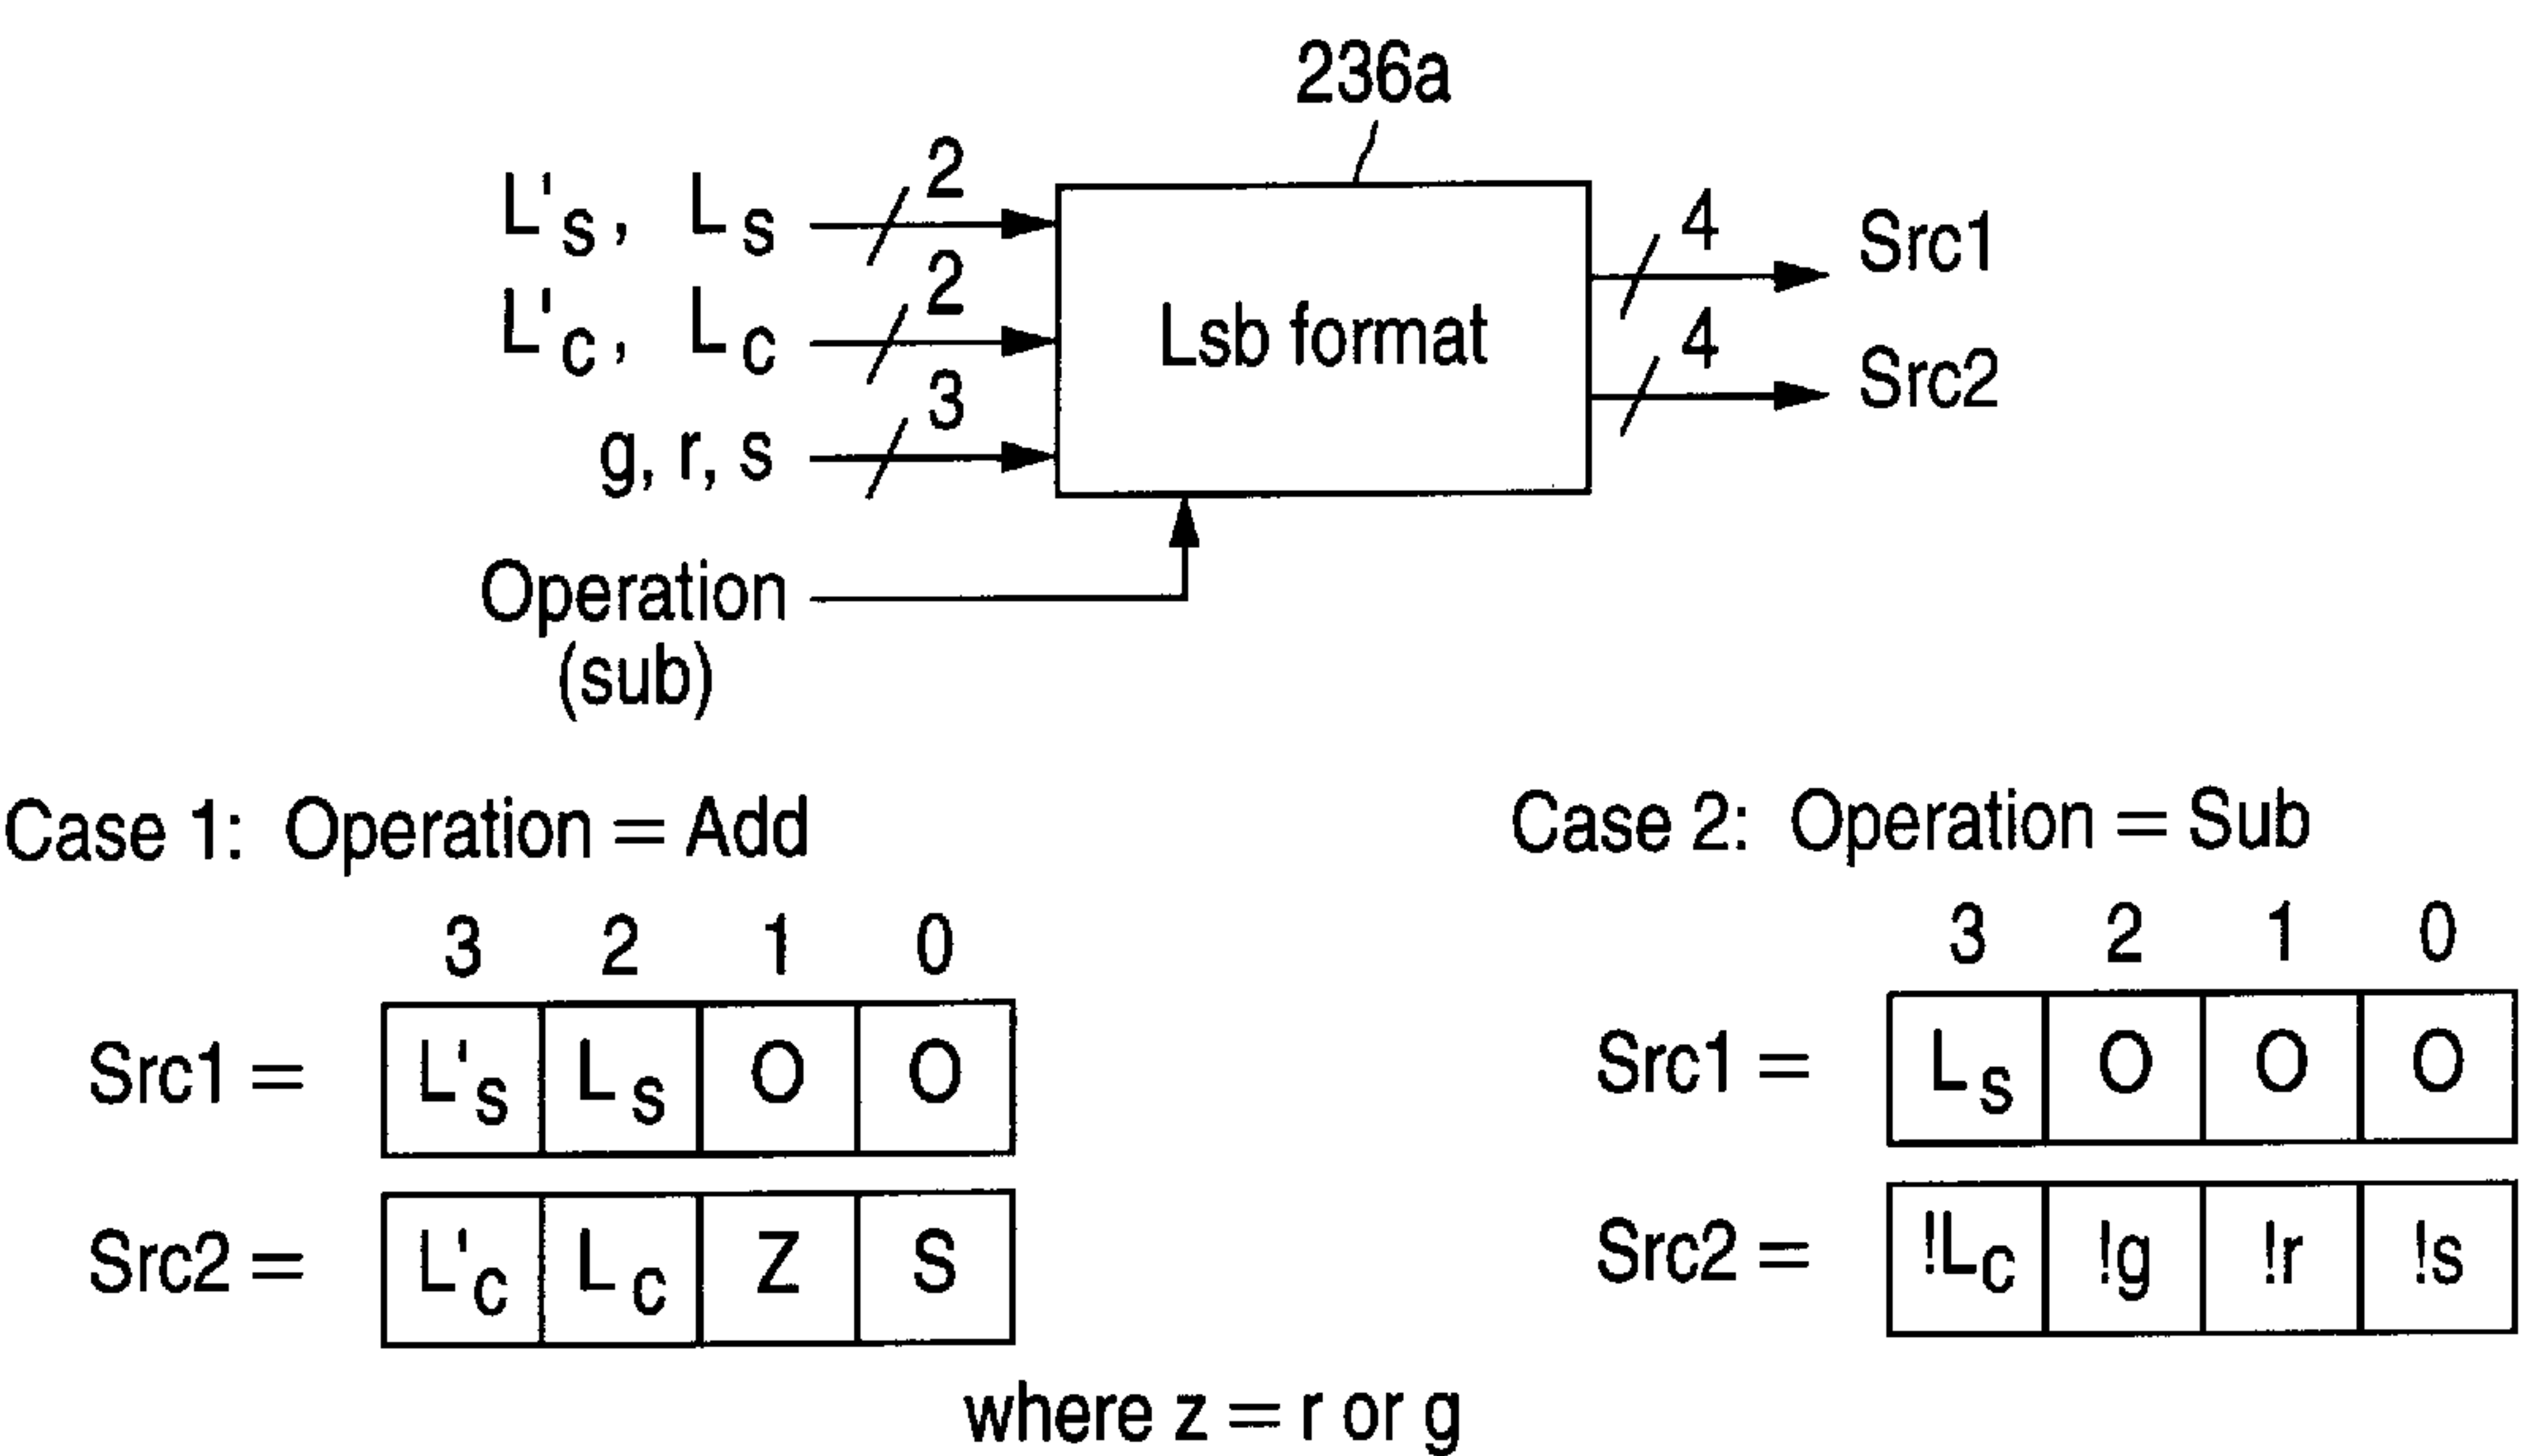 236a
L's, Ls 2
L'c, Lc 2
g, r, s 3
Lsb format
4 Src1
4 Src2
Operation
(sub)
Case 1: Operation = Add
3 2 1 0
Src1 = L's Ls O O
Src2 = L'c Lc Z S
Case 2: Operation = Sub
3 2 1 0
Src1 = Ls O O O
Src2 = !Lc !g !r !s
where z = r or g